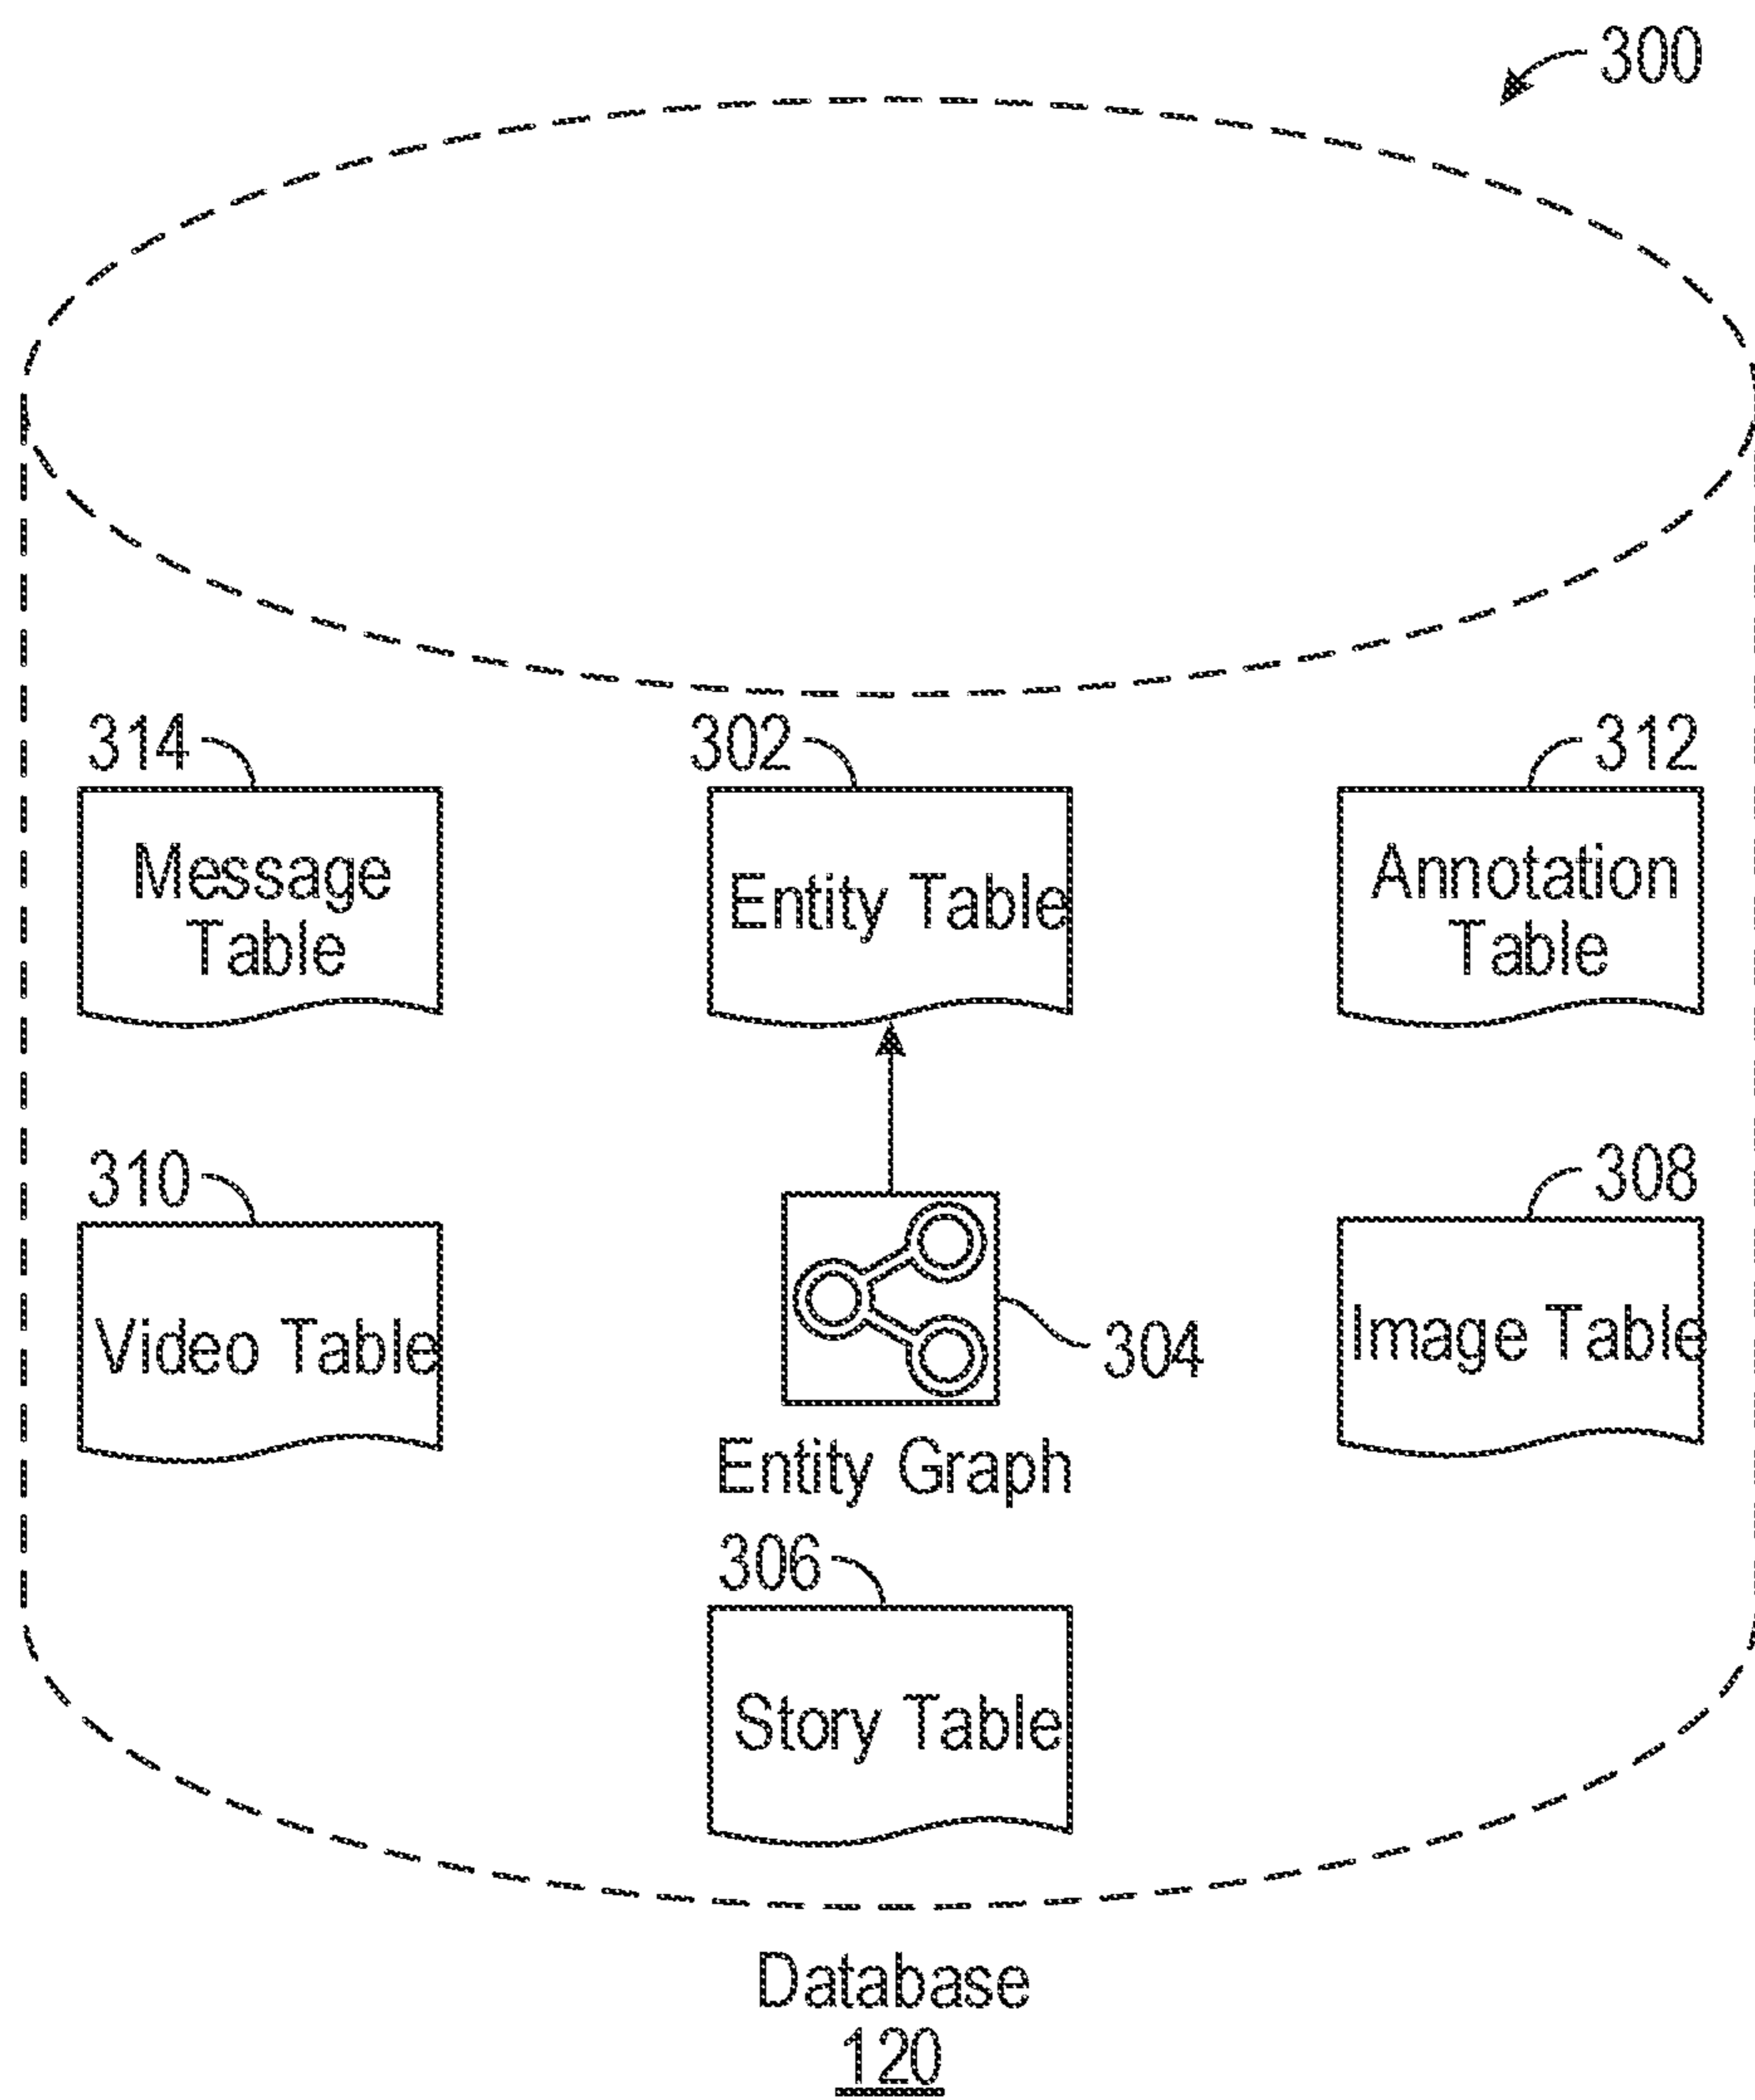 300
314
302
312
Message
Table
Entity Table
Annotation
Table
310
308
Video Table
304
Image Table
Entity Graph
306
Story Table
Database
120